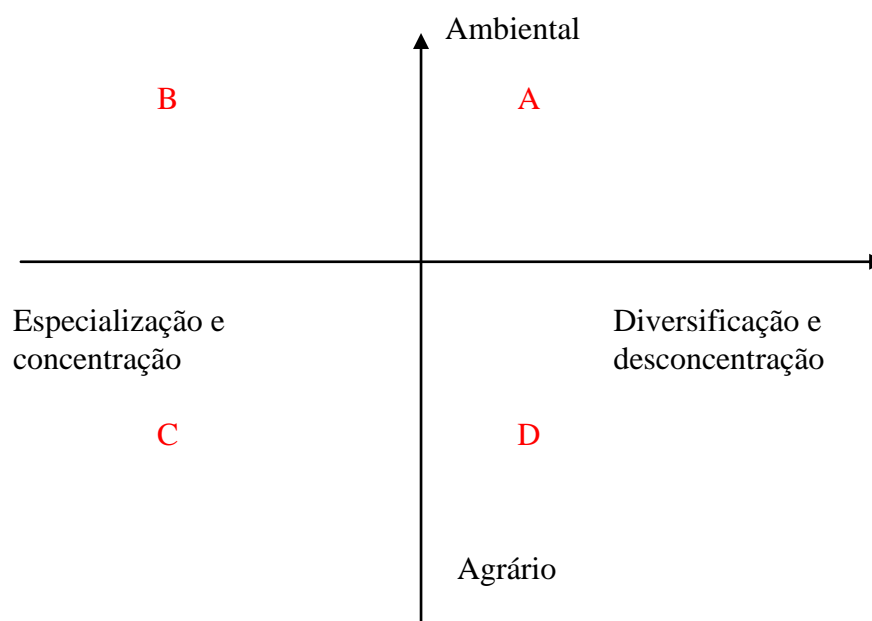 Ambiental
B
A
Especialização e
concentração
Diversificação e
desconcentração
C
D
Agrário